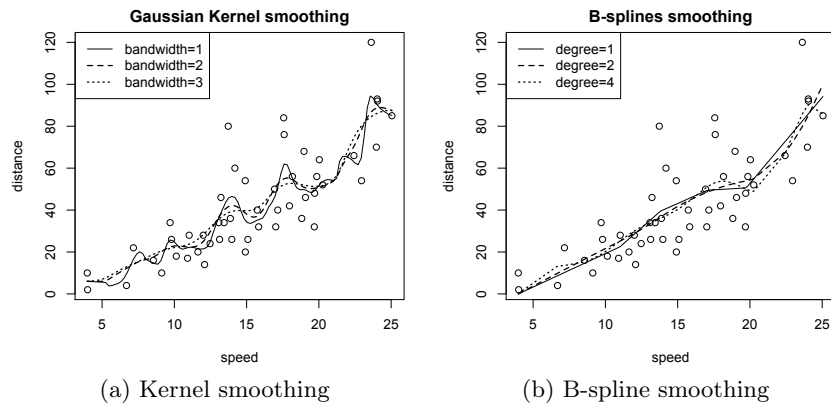 Gaussian Kernel smoothing
bandwidth=1
bandwidth=2
bandwidth=3
distance
0
20
40
60
80
100
120
5
10
15
20
25
speed
(a) Kernel smoothing
B-splines smoothing
degree=1
degree=2
degree=4
distance
0
20
40
60
80
100
120
5
10
15
20
25
speed
(b) B-spline smoothing